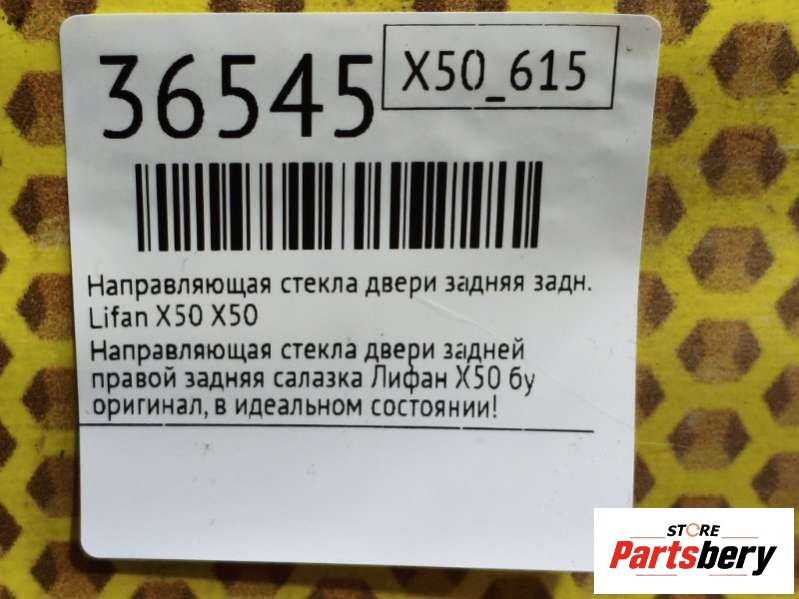 36545
X50_615
Направляющая стекла двери задняя задн.
Lifan X50 X50
Направляющая стекла двери задней
правой задняя салазка Лифан X50 бу
оригинал, в идеальном состоянии!
STORE
Partsbery